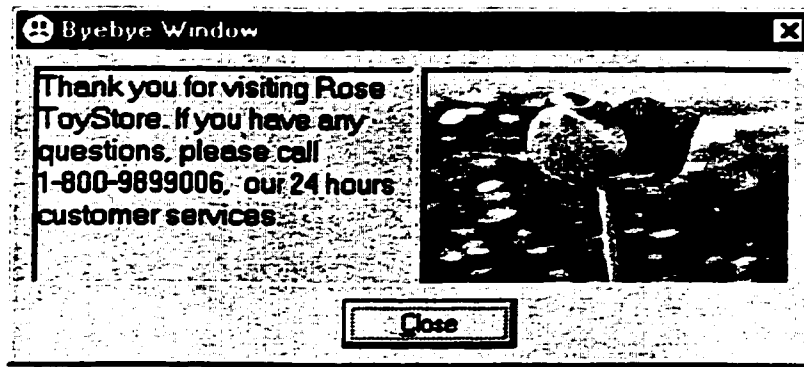 Byebye Window
Thank you for visiting Rose
ToyStore. If you have any
questions, please call
1-800-9899006, our 24 hours
customer services
Close